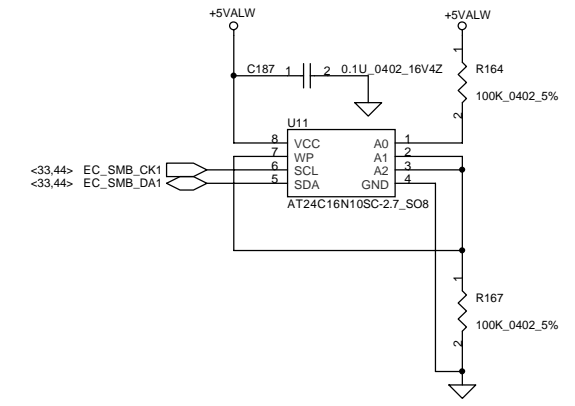 +5VALW
+5VALW
C187 1 2 0.1U_0402_16V4Z
1
R164
100K_0402_5%
2
U11
8 VCC A0 1
7 WP A1 2
6 SCL A2 3
5 SDA GND 4
<33,44> EC_SMB_CK1
<33,44> EC_SMB_DA1
AT24C16N10SC-2.7_SO8
1
R167
100K_0402_5%
2